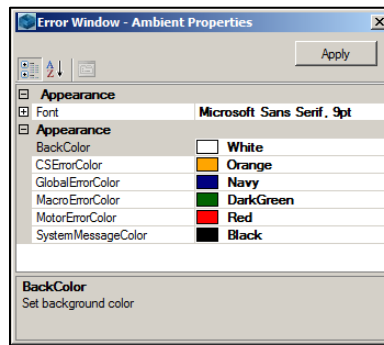 Error Window - Ambient Properties
Apply
Appearance
Font Microsoft Sans Serif, 9pt
Appearance
BackColor White
CSErrorColor Orange
GlobalErrorColor Navy
MacroErrorColor DarkGreen
MotorErrorColor Red
SystemMessageColor Black
BackColor
Set background color